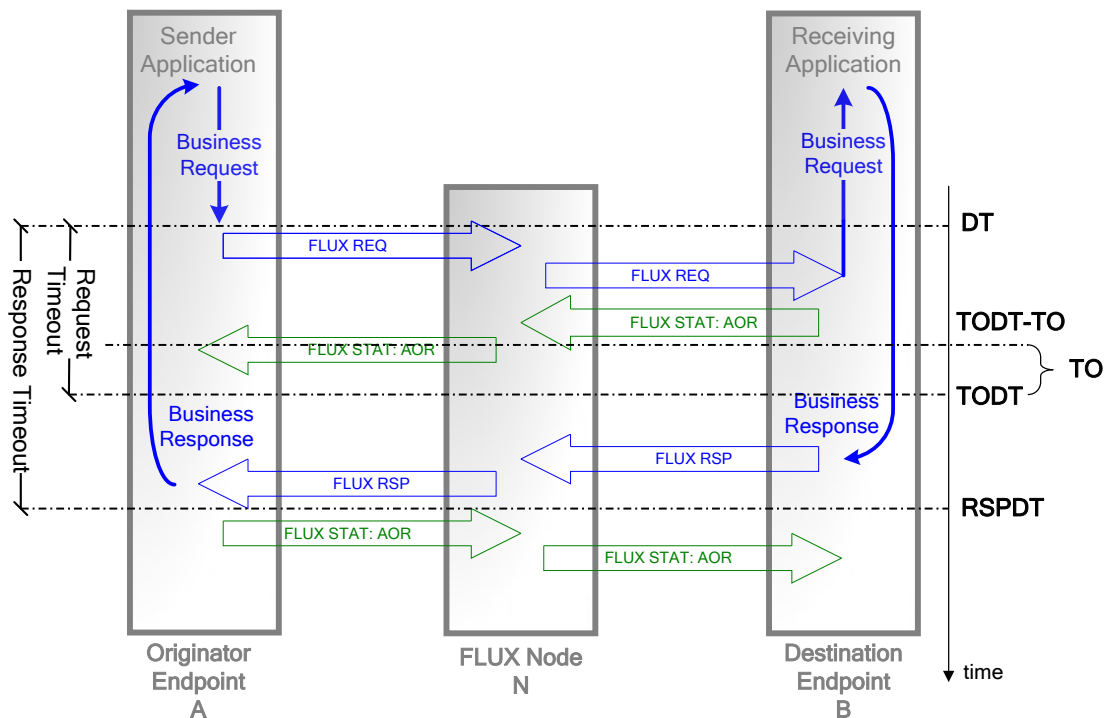 Sender
Application
Receiving
Application
Business
Request
Business
Request
DT
FLUX REQ
FLUX REQ
Request
Timeout
Response Timeout
FLUX STAT: AOR
TODT-TO
FLUX STAT: AOR
TO
TODT
Business
Response
Business
Response
FLUX RSP
FLUX RSP
RSPDT
FLUX STAT: AOR
FLUX STAT: AOR
Originator
Endpoint
A
FLUX Node
N
Destination
Endpoint
B
time